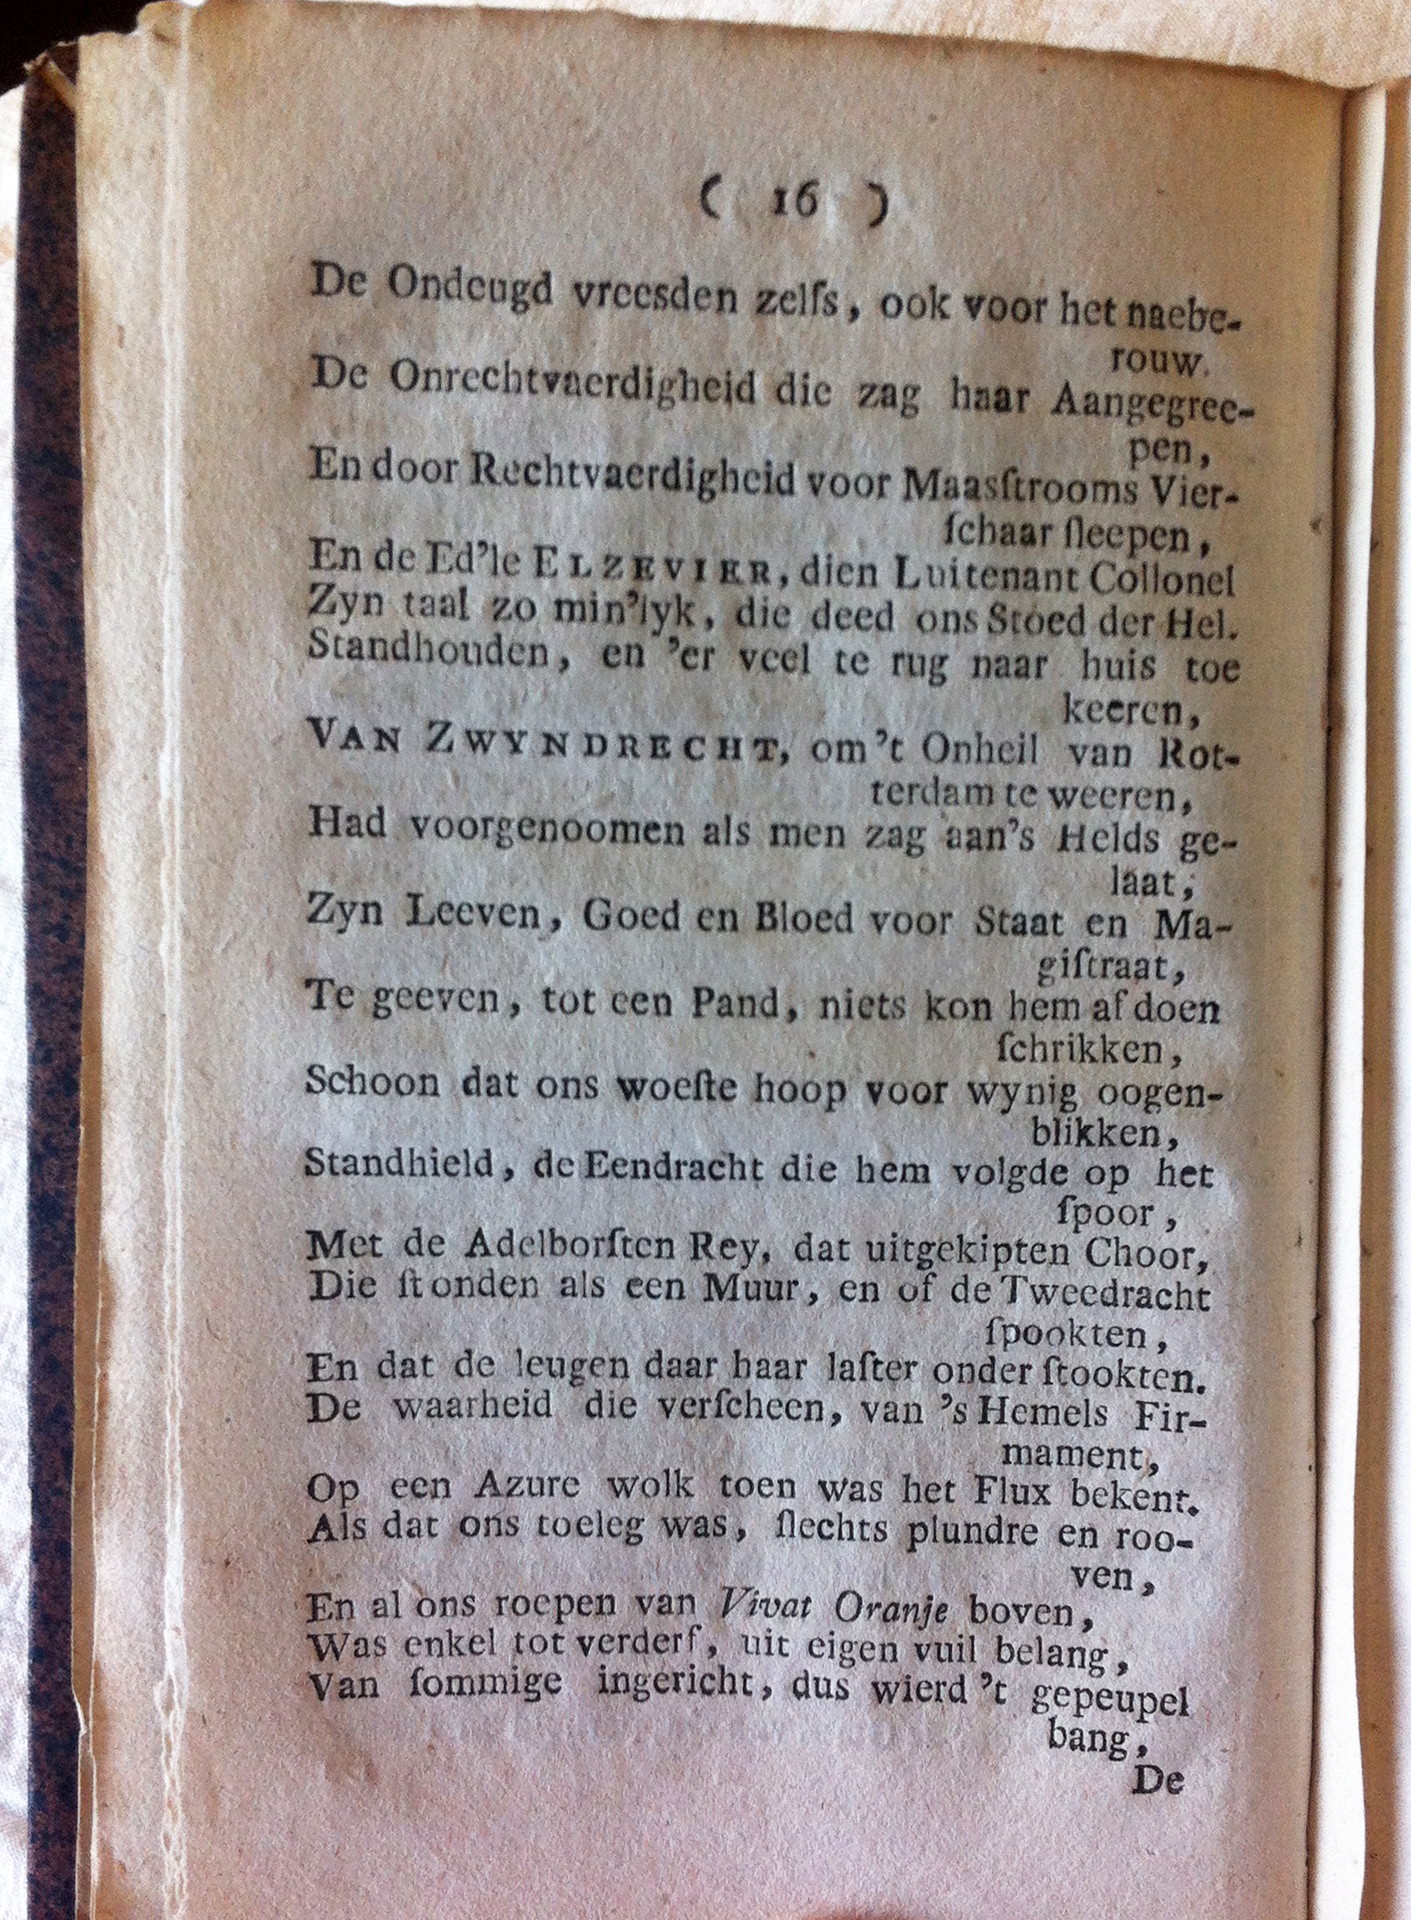 ( 16 )
De Ondeugd vreesden zelfs, ook voor het naebe-
rouw.
De Onrechtvaerdigheid die zag haar Aangegree-
pen,
En door Rechtvaerdigheid voor Maasſtrooms Vier-
ſchaar ſleepen,
En de Ed'le ELZEVIER, dien Luitenant Collonel
Zyn taal zo min'lyk, die deed ons Stoed der Hel.
Standhouden, en 'er veel te rug naar huis toe
keeren,
VAN ZWYNDRECHT, om 't Onheil van Rot-
terdam te weeren,
Had voorgenoomen als men zag aan's Helds ge-
laat,
Zyn Leeven, Goed en Bloed voor Staat en Ma-
giſtraat,
Te geeven, tot een Pand, niets kon hem af doen
ſchrikken,
Schoon dat ons woeſte hoop voor wynig oogen-
blikken,
Standhield, de Eendracht die hem volgde op het
ſpoor,
Met de Adelborſten Rey, dat uitgekipten Choor,
Die ſtonden als een Muur, en of de Tweedracht
ſpookten,
En dat de leugen daar haar laſter onder ſtookten.
De waarheid die verſcheen, van 's Hemels Fir-
mament,
Op een Azure wolk toen was het Flux bekent.
Als dat ons toeleg was, ſlechts plundre en roo-
ven,
En al ons roepen van Vivat Oranje boven,
Was enkel tot verderf, uit eigen vuil belang,
Van ſommige ingericht, dus wierd 't gepeupel
bang,
De